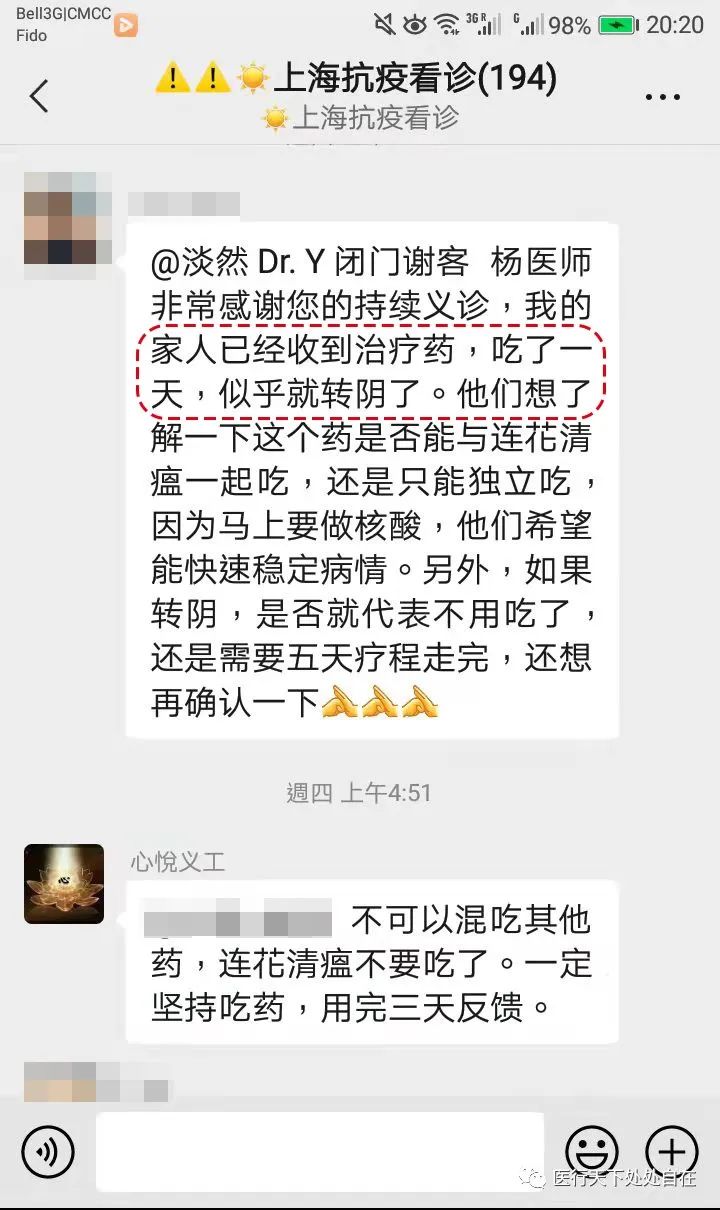 Bell3G|CMCC
Fido
3G R
G
98%
20:20
⚠️⚠️☀️上海抗疫看诊(194)
☀️上海抗疫看诊
@淡然 Dr. Y 闭门谢客 杨医师
非常感谢您的持续义诊，我的
家人已经收到治疗药，吃了一
天，似乎就转阴了。他们想了
解一下这个药是否能与连花清
瘟一起吃，还是只能独立吃，
因为马上要做核酸，他们希望
能快速稳定病情。另外，如果
转阴，是否就代表不用吃了，
还是需要五天疗程走完，还想
再确认一下
週四 上午4:51
心悅义工
不可以混吃其他
药，连花清瘟不要吃了。一定
坚持吃药，用完三天反馈。
医行天下处处自在